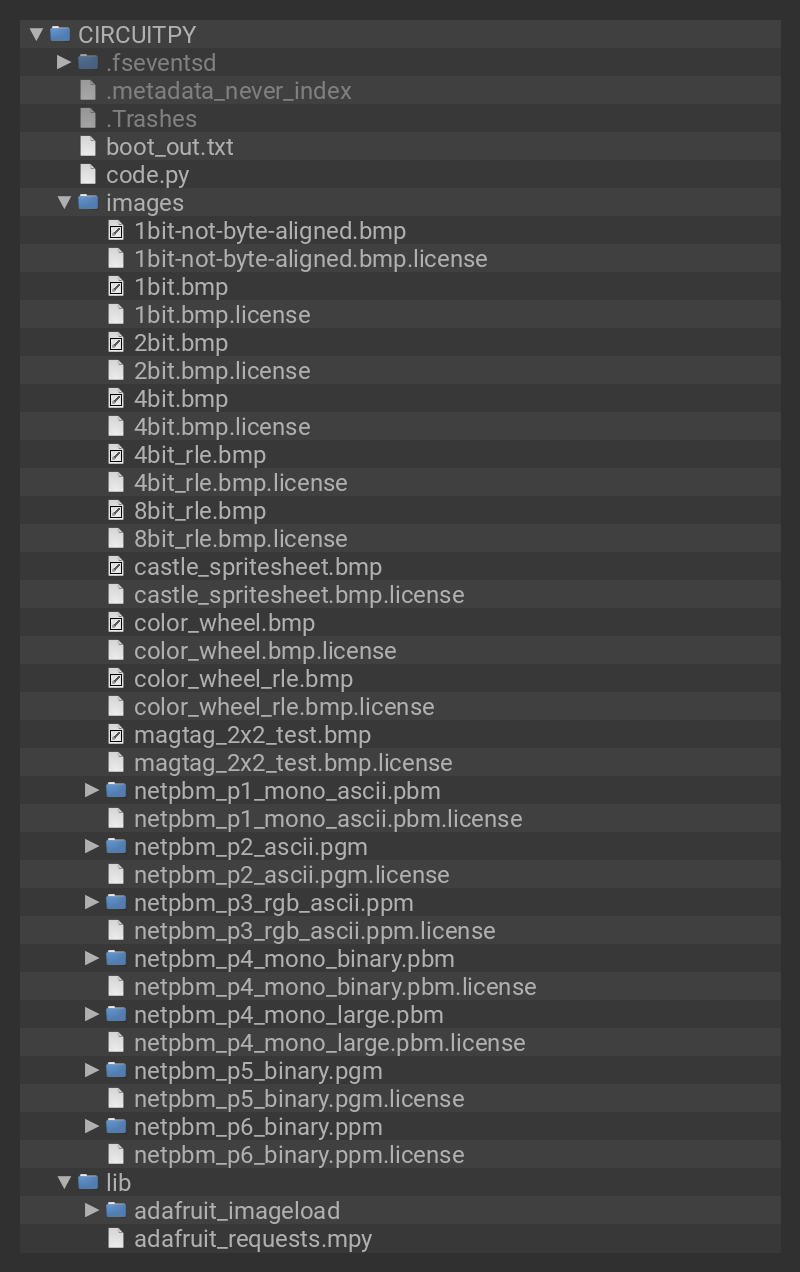 CIRCUITPY
.fseventsd
.metadata_never_index
.Trashes
boot_out.txt
code.py
images
1bit-not-byte-aligned.bmp
1bit-not-byte-aligned.bmp.license
1bit.bmp
1bit.bmp.license
2bit.bmp
2bit.bmp.license
4bit.bmp
4bit.bmp.license
4bit_rle.bmp
4bit_rle.bmp.license
8bit_rle.bmp
8bit_rle.bmp.license
castle_spritesheet.bmp
castle_spritesheet.bmp.license
color_wheel.bmp
color_wheel.bmp.license
color_wheel_rle.bmp
color_wheel_rle.bmp.license
magtag_2x2_test.bmp
magtag_2x2_test.bmp.license
netpbm_p1_mono_ascii.pbm
netpbm_p1_mono_ascii.pbm.license
netpbm_p2_ascii.pgm
netpbm_p2_ascii.pgm.license
netpbm_p3_rgb_ascii.ppm
netpbm_p3_rgb_ascii.ppm.license
netpbm_p4_mono_binary.pbm
netpbm_p4_mono_binary.pbm.license
netpbm_p4_mono_large.pbm
netpbm_p4_mono_large.pbm.license
netpbm_p5_binary.pgm
netpbm_p5_binary.pgm.license
netpbm_p6_binary.ppm
netpbm_p6_binary.ppm.license
lib
adafruit_imageload
adafruit_requests.mpy